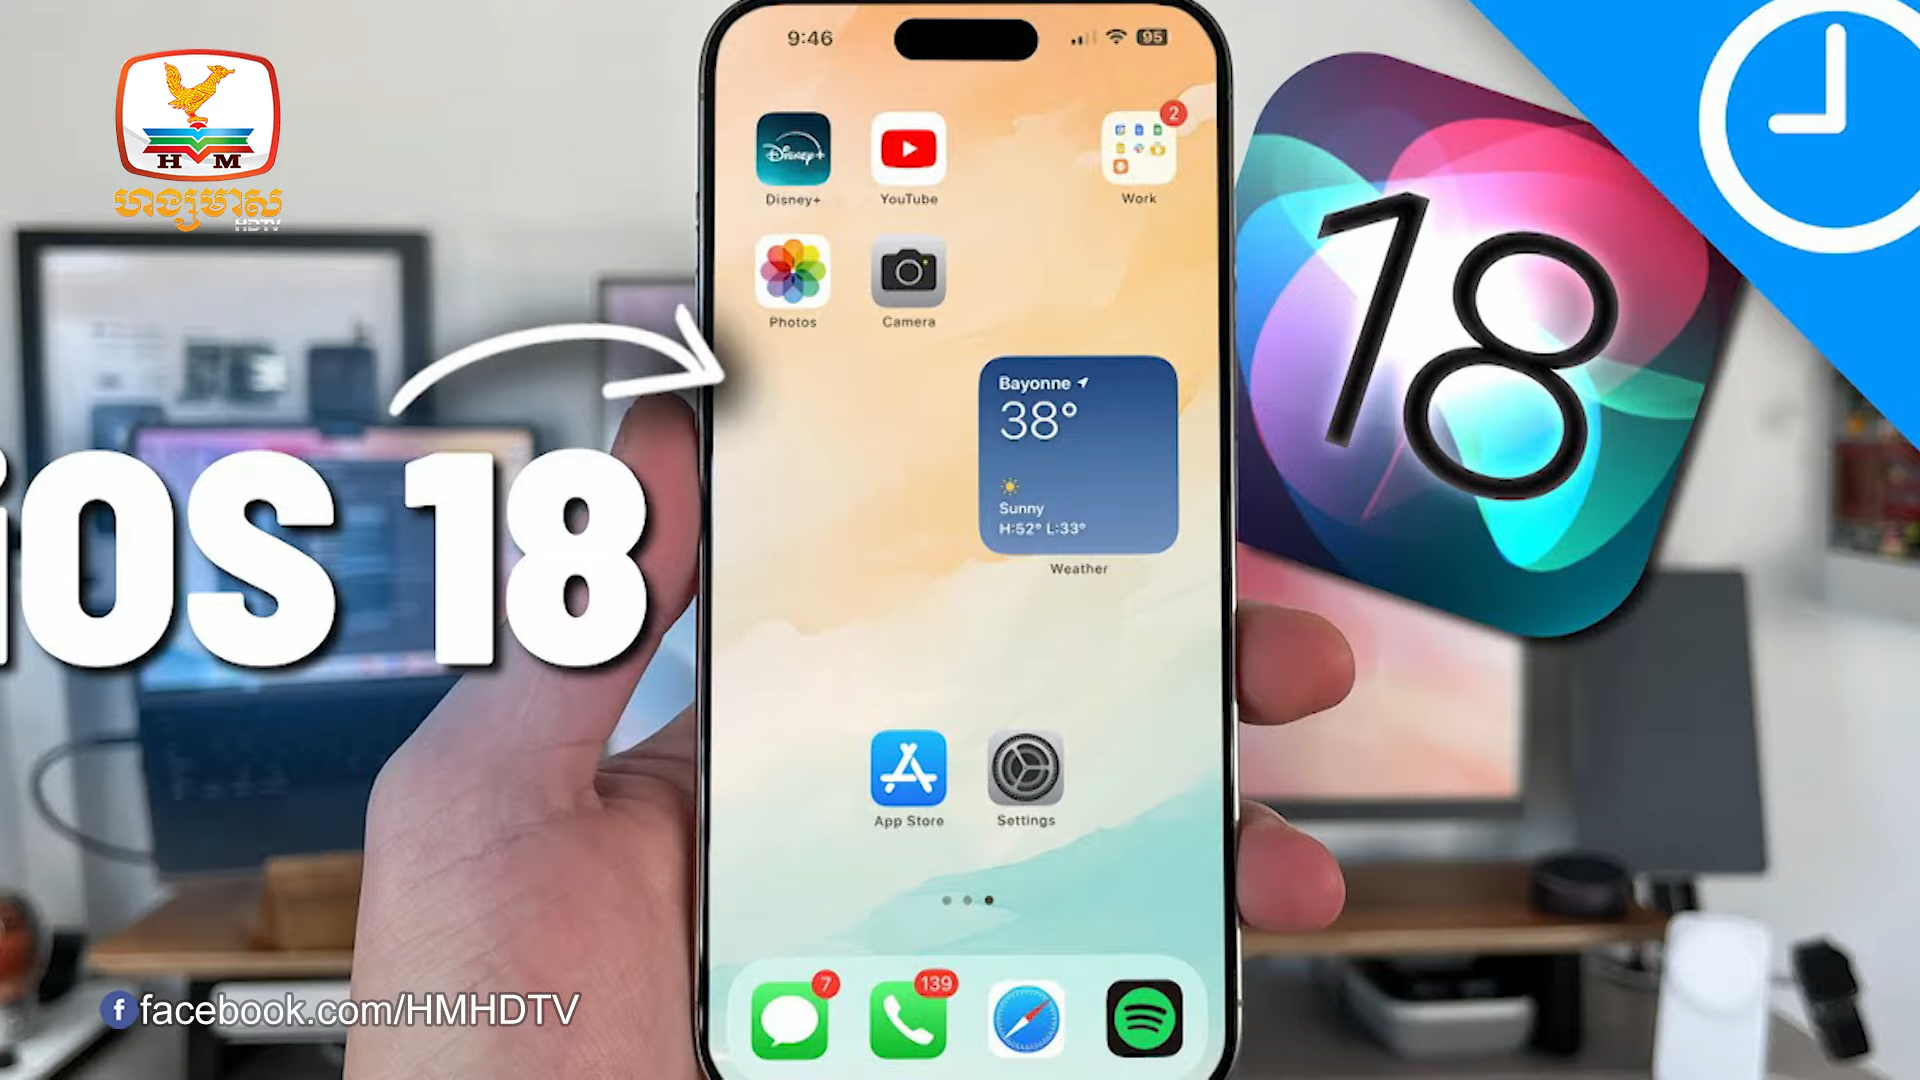 9:46
95
H M
ហង្សមាស
HDTV
Disney+
Disney+
YouTube
2
Work
Photos
Camera
18
Bayonne
38°
Sunny
H:52° L:33°
Weather
iOS 18
App Store
Settings
7
139
facebook.com/HMHDTV